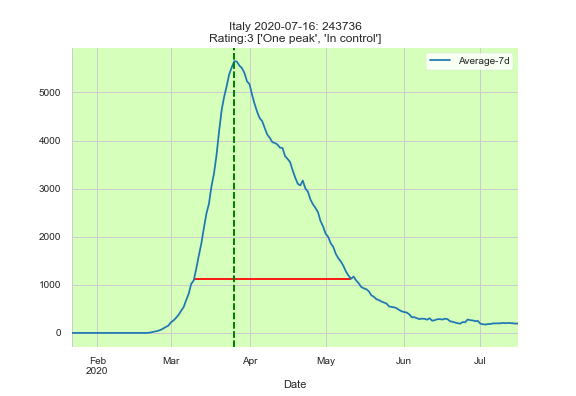 Italy 2020-07-16: 243736
Rating:3 ['One peak', 'In control']
Average-7d
5000
4000
3000
2000
1000
0
Feb
2020
Mar
Apr
May
Jun
Jul
Date